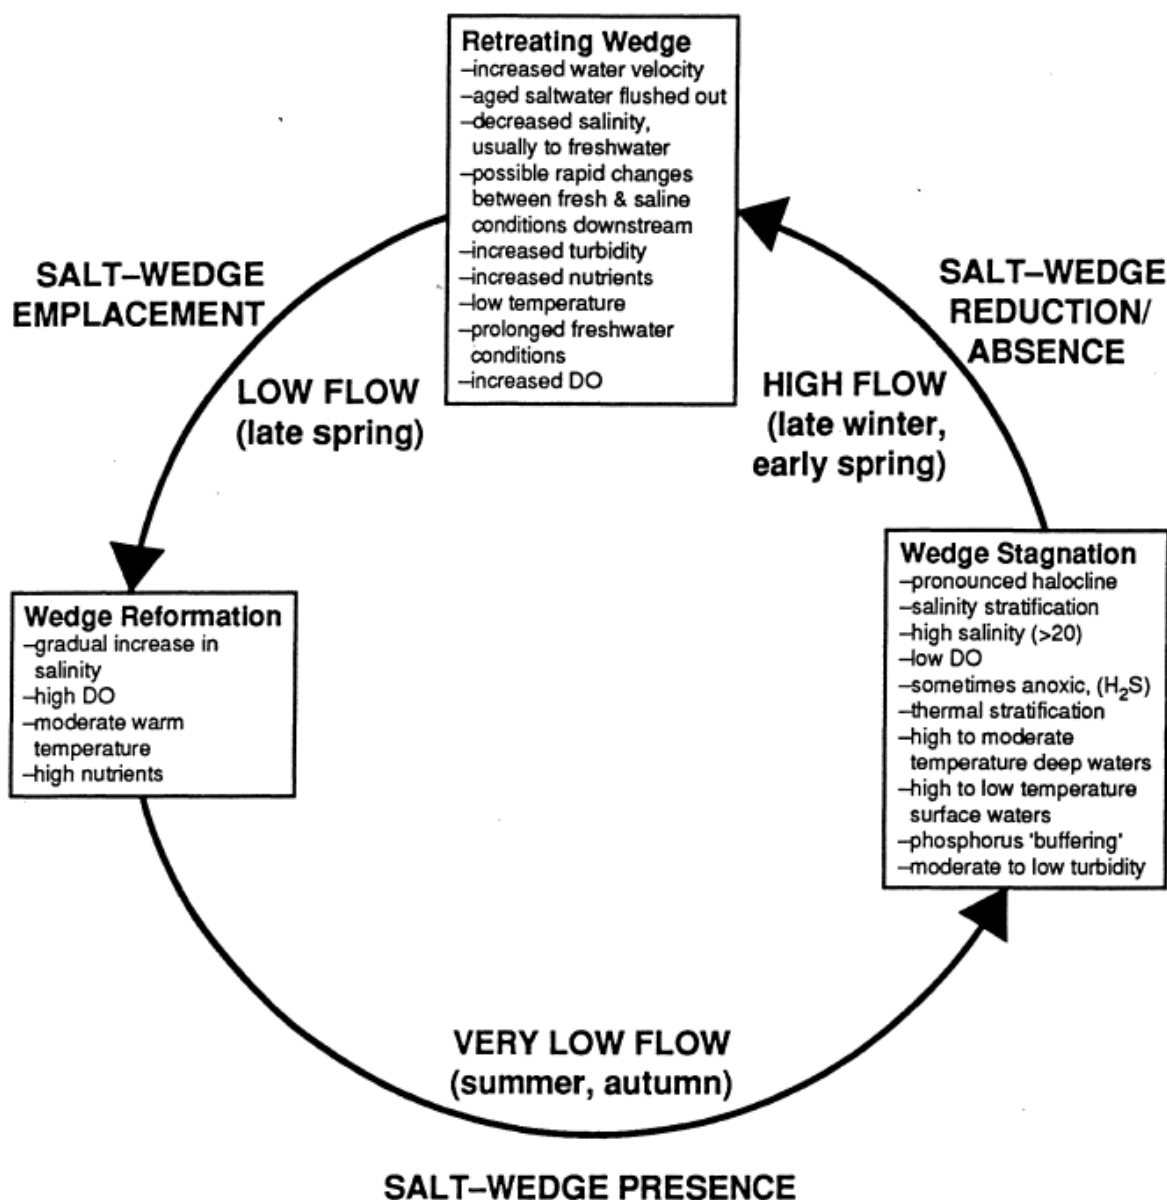 Retreating Wedge
–increased water velocity
–aged saltwater flushed out
–decreased salinity,
usually to freshwater
–possible rapid changes
between fresh & saline
conditions downstream
–increased turbidity
–increased nutrients
–low temperature
–prolonged freshwater
conditions
–increased DO
SALT–WEDGE
EMPLACEMENT
LOW FLOW
(late spring)
SALT–WEDGE
REDUCTION/
ABSENCE
HIGH FLOW
(late winter,
early spring)
Wedge Reformation
–gradual increase in
salinity
–high DO
–moderate warm
temperature
–high nutrients
Wedge Stagnation
–pronounced halocline
–salinity stratification
–high salinity (>20)
–low DO
–sometimes anoxic, (H₂S)
–thermal stratification
–high to moderate
temperature deep waters
–high to low temperature
surface waters
–phosphorus 'buffering'
–moderate to low turbidity
VERY LOW FLOW
(summer, autumn)
SALT–WEDGE PRESENCE